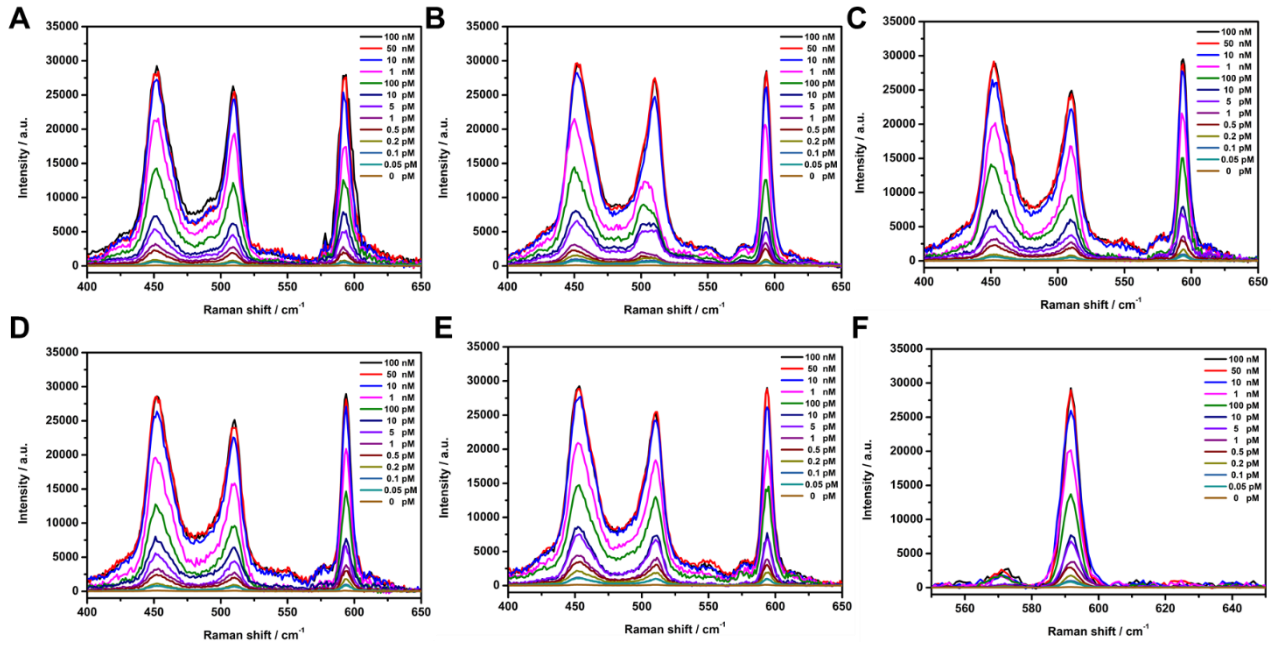 A
Intensity / a.u.
35000
30000
25000
20000
15000
10000
5000
0
400 450 500 550 600 650
Raman shift / cm-1
100 nM
50 nM
10 nM
1 nM
100 pM
10 pM
5 pM
1 pM
0.5 pM
0.2 pM
0.1 pM
0.05 pM
0 pM
B
Intensity / a.u.
35000
30000
25000
20000
15000
10000
5000
0
400 450 500 550 600 650
Raman shift / cm-1
100 nM
50 nM
10 nM
1 nM
100 pM
10 pM
5 pM
1 pM
0.5 pM
0.2 pM
0.1 pM
0.05 pM
0 pM
C
Intensity / a.u.
35000
30000
25000
20000
15000
10000
5000
0
400 450 500 550 600 650
Raman shift / cm-1
100 nM
50 nM
10 nM
1 nM
100 pM
10 pM
5 pM
1 pM
0.5 pM
0.2 pM
0.1 pM
0.05 pM
0 pM
D
Intensity / a.u.
35000
30000
25000
20000
15000
10000
5000
0
400 450 500 550 600 650
Raman shift / cm-1
100 nM
50 nM
10 nM
1 nM
100 pM
10 pM
5 pM
1 pM
0.5 pM
0.2 pM
0.1 pM
0.05 pM
0 pM
E
Intensity / a.u.
35000
30000
25000
20000
15000
10000
5000
0
400 450 500 550 600 650
Raman shift / cm-1
100 nM
50 nM
10 nM
1 nM
100 pM
10 pM
5 pM
1 pM
0.5 pM
0.2 pM
0.1 pM
0.05 pM
0 pM
F
Intensity / a.u.
35000
30000
25000
20000
15000
10000
5000
0
560 580 600 620 640
Raman shift / cm-1
100 nM
50 nM
10 nM
1 nM
100 pM
10 pM
5 pM
1 pM
0.5 pM
0.2 pM
0.1 pM
0.05 pM
0 pM